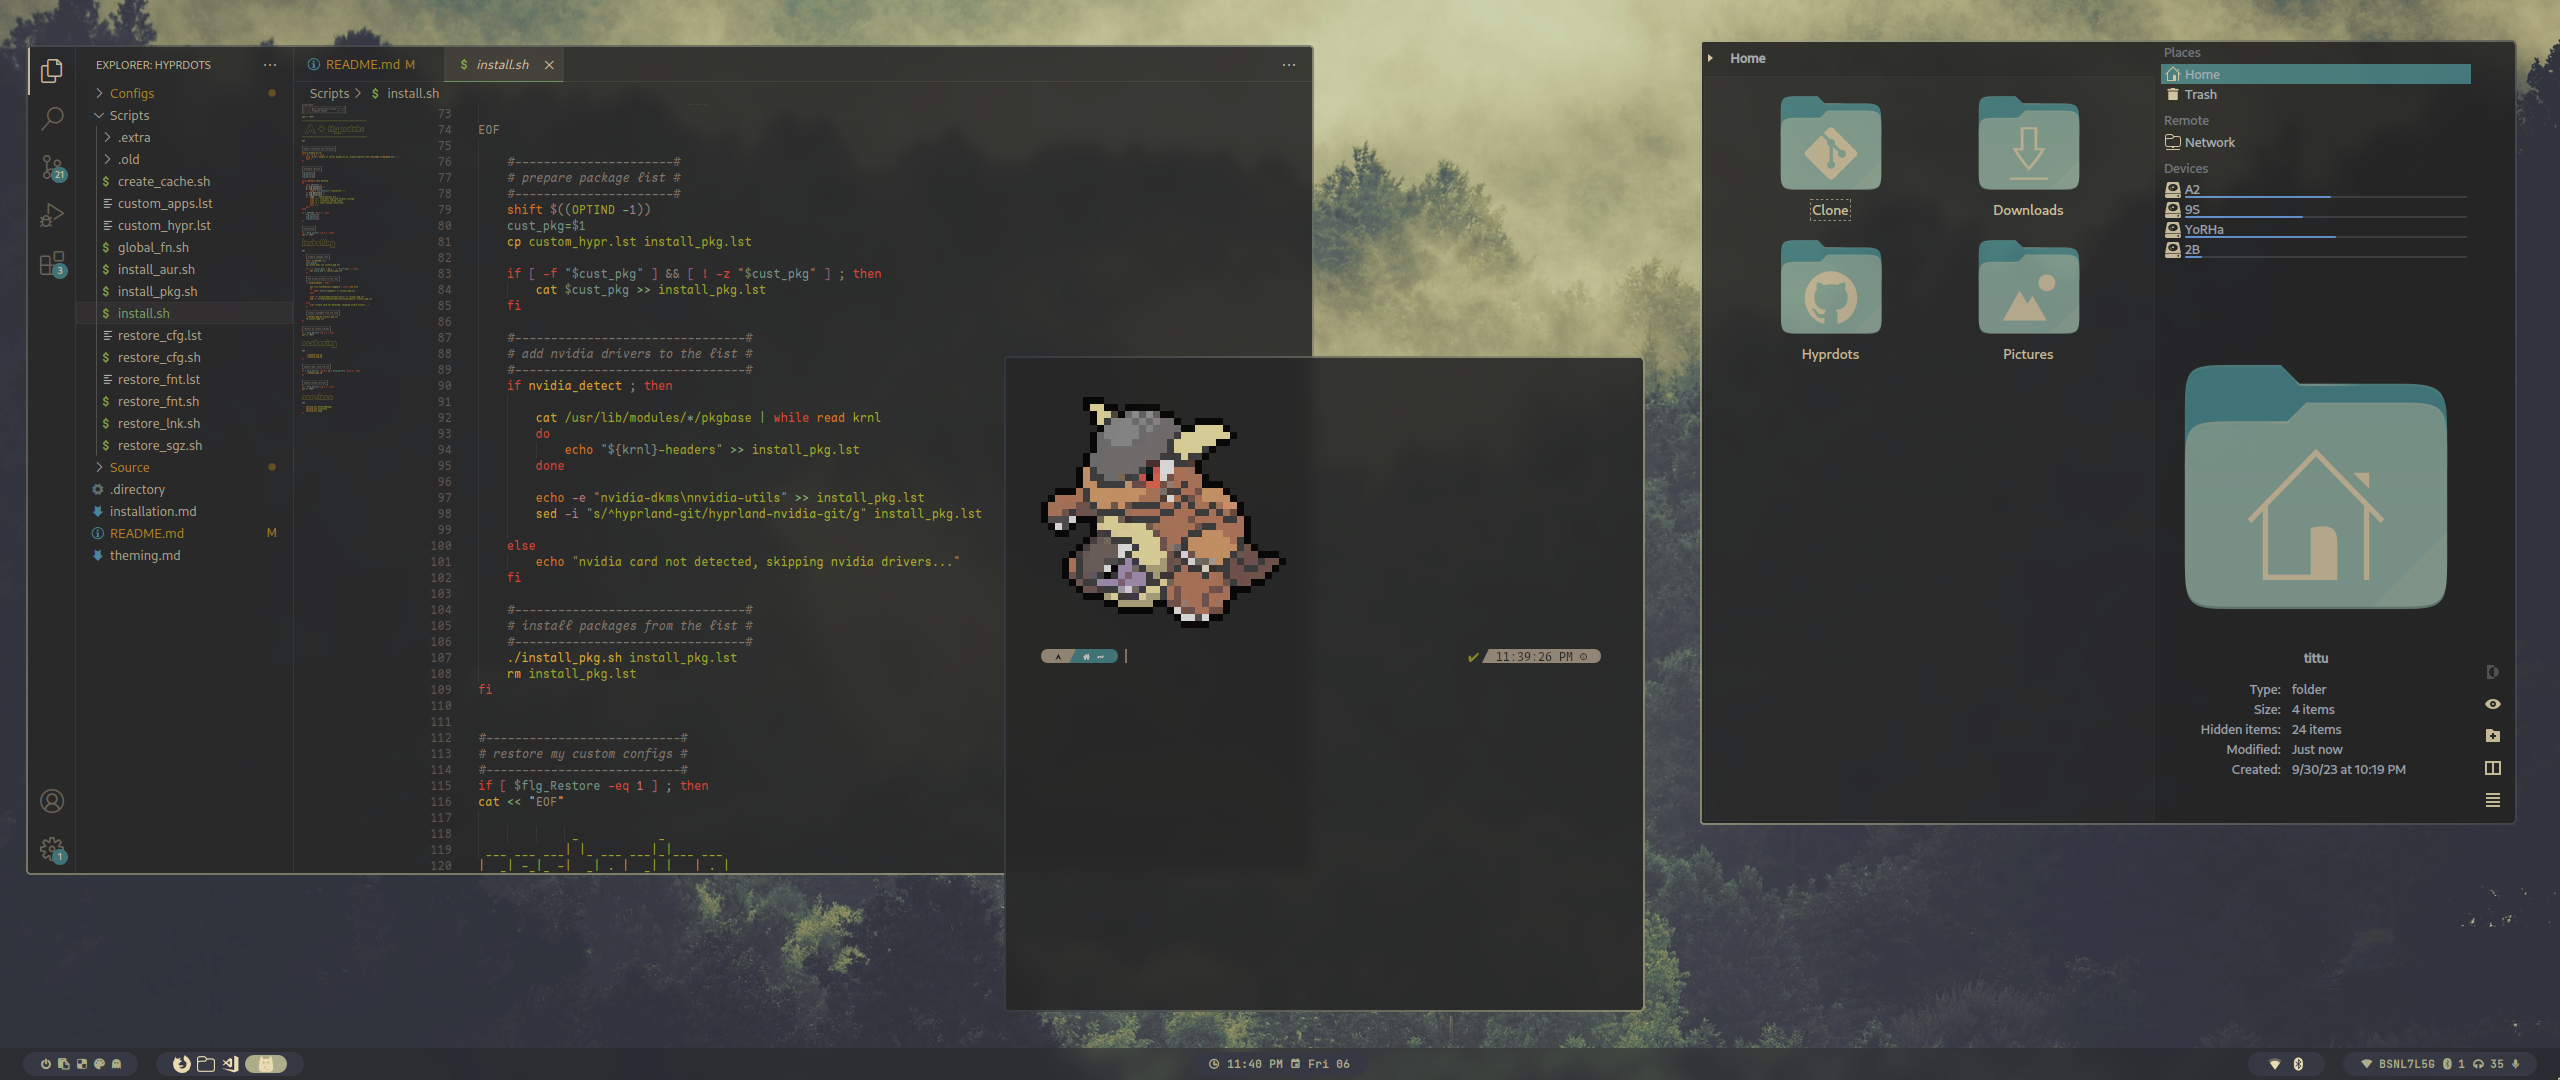 EXPLORER: HYPRDOTS
Configs
Scripts
.extra
.old
create_cache.sh
custom_apps.lst
custom_hypr.lst
global_fn.sh
install_aur.sh
install_pkg.sh
install.sh
restore_cfg.lst
restore_cfg.sh
restore_fnt.lst
restore_fnt.sh
restore_lnk.sh
restore_sgz.sh
Source
.directory
installation.md
README.md M
theming.md
21
3
1
README.md M
$ install.sh
Scripts > $ install.sh
73
74 EOF
75
76 #----------------------#
77 # prepare package list #
78 #----------------------#
79 shift $((OPTIND -1))
80 cust_pkg=$1
81 cp custom_hypr.lst install_pkg.lst
82
83 if [ -f "$cust_pkg" ] && [ ! -z "$cust_pkg" ] ; then
84 cat $cust_pkg >> install_pkg.lst
85 fi
86
87 #--------------------------------#
88 # add nvidia drivers to the list #
89 #--------------------------------#
90 if nvidia_detect ; then
91
92 cat /usr/lib/modules/*/pkgbase | while read krnl
93 do
94 echo "${krnl}-headers" >> install_pkg.lst
95 done
96
97 echo -e "nvidia-dkms\nnvidia-utils" >> install_pkg.lst
98 sed -i "s/^hyprland-git/hyprland-nvidia-git/g" install_pkg.lst
99
100 else
101 echo "nvidia card not detected, skipping nvidia drivers..."
102 fi
103
104 #--------------------------------#
105 # install packages from the list #
106 #--------------------------------#
107 ./install_pkg.sh install_pkg.lst
108 rm install_pkg.lst
109 fi
110
111
112 #---------------------------#
113 # restore my custom configs #
114 #---------------------------#
115 if [ $flg_Restore -eq 1 ] ; then
116 cat << "EOF"
117
118
119
120
~
11:39:26 PM
Home
Clone
Downloads
Hyprdots
Pictures
Places
Home
Trash
Remote
Network
Devices
A2
9S
YoRHa
2B
tittu
Type: folder
Size: 4 items
Hidden items: 24 items
Modified: Just now
Created: 9/30/23 at 10:19 PM
11:40 PM Fri 06
BSNL7L5G 1 35